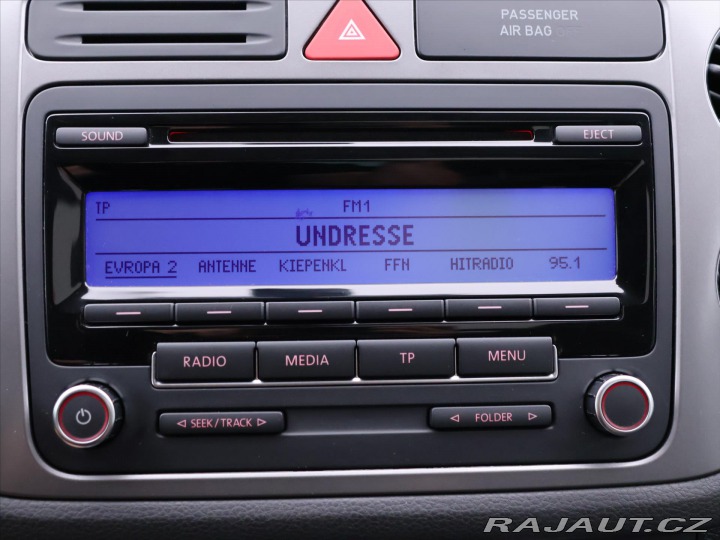 PASSENGER
AIR BAG
SOUND
EJECT
TP FM1
UNDRESSE
EVROPA 2 ANTENNE KIEPENKL FFN HITRADIO 95.1
RADIO MEDIA TP MENU
SEEK/TRACK
FOLDER
RAJAUT.CZ